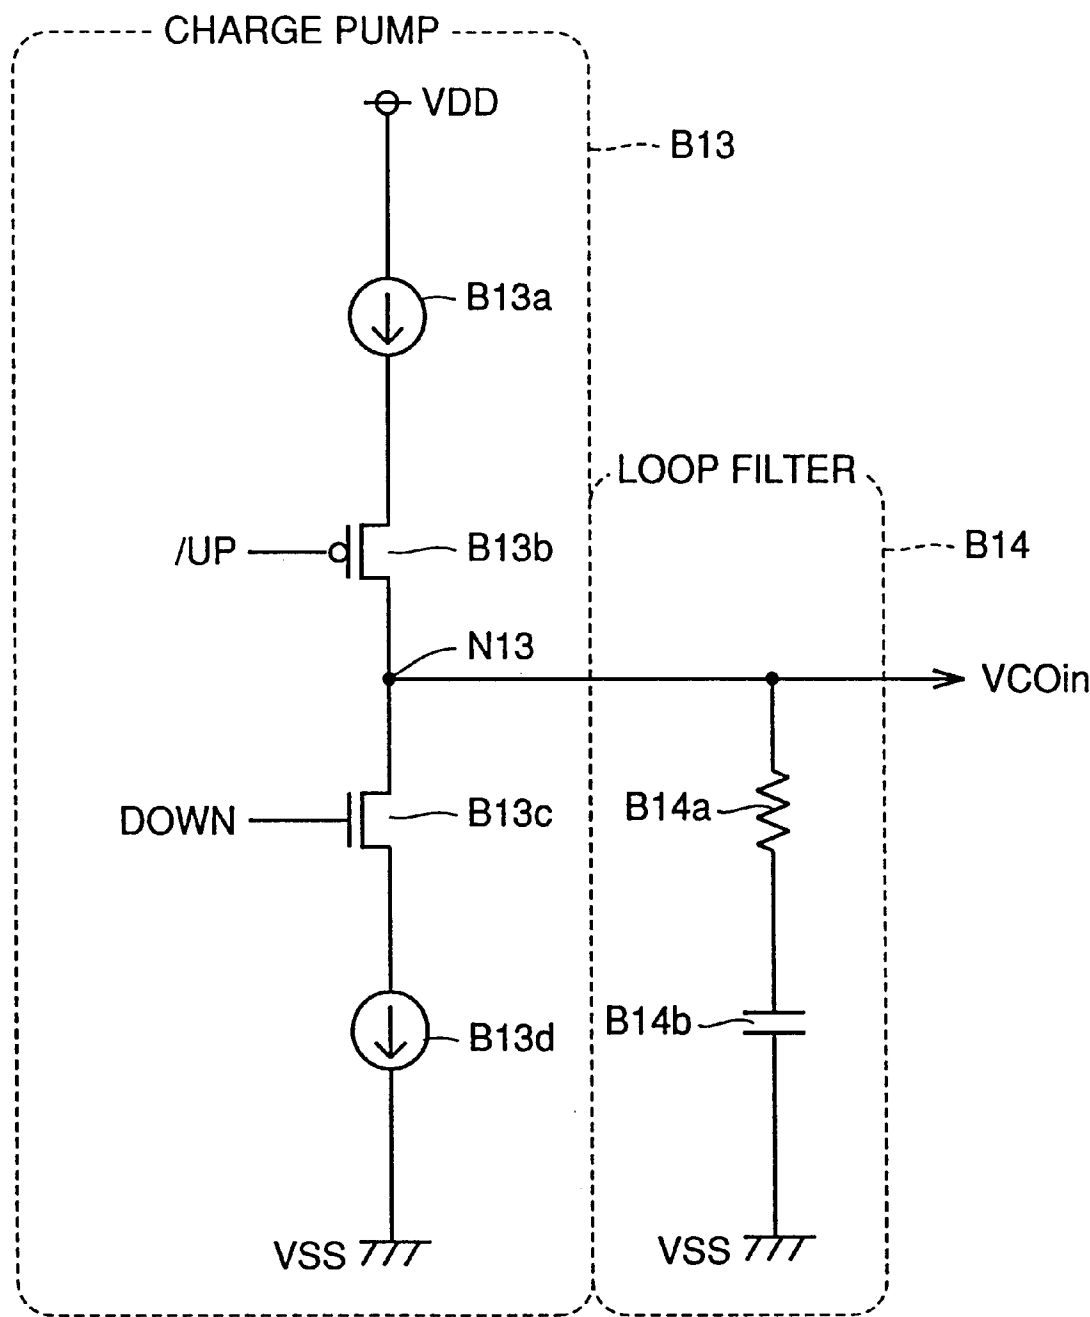 CHARGE PUMP
VDD
B13
B13a
LOOP FILTER
/UP
B13b
B14
N13
VCOin
DOWN
B13c
B14a
B14b
B13d
VSS
VSS